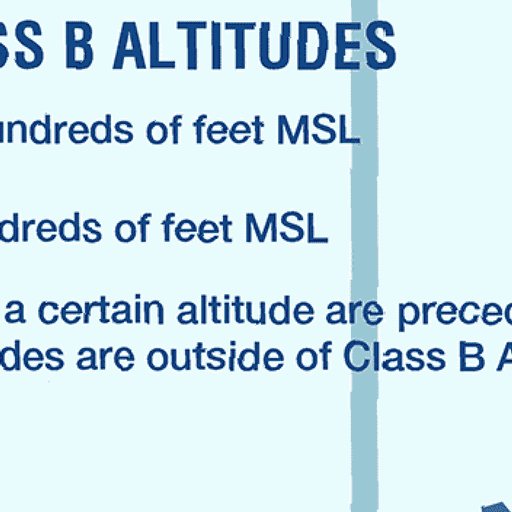 SS B ALTITUDES
undreds of feet MSL
dreds of feet MSL
a certain altitude are preced
des are outside of Class B A